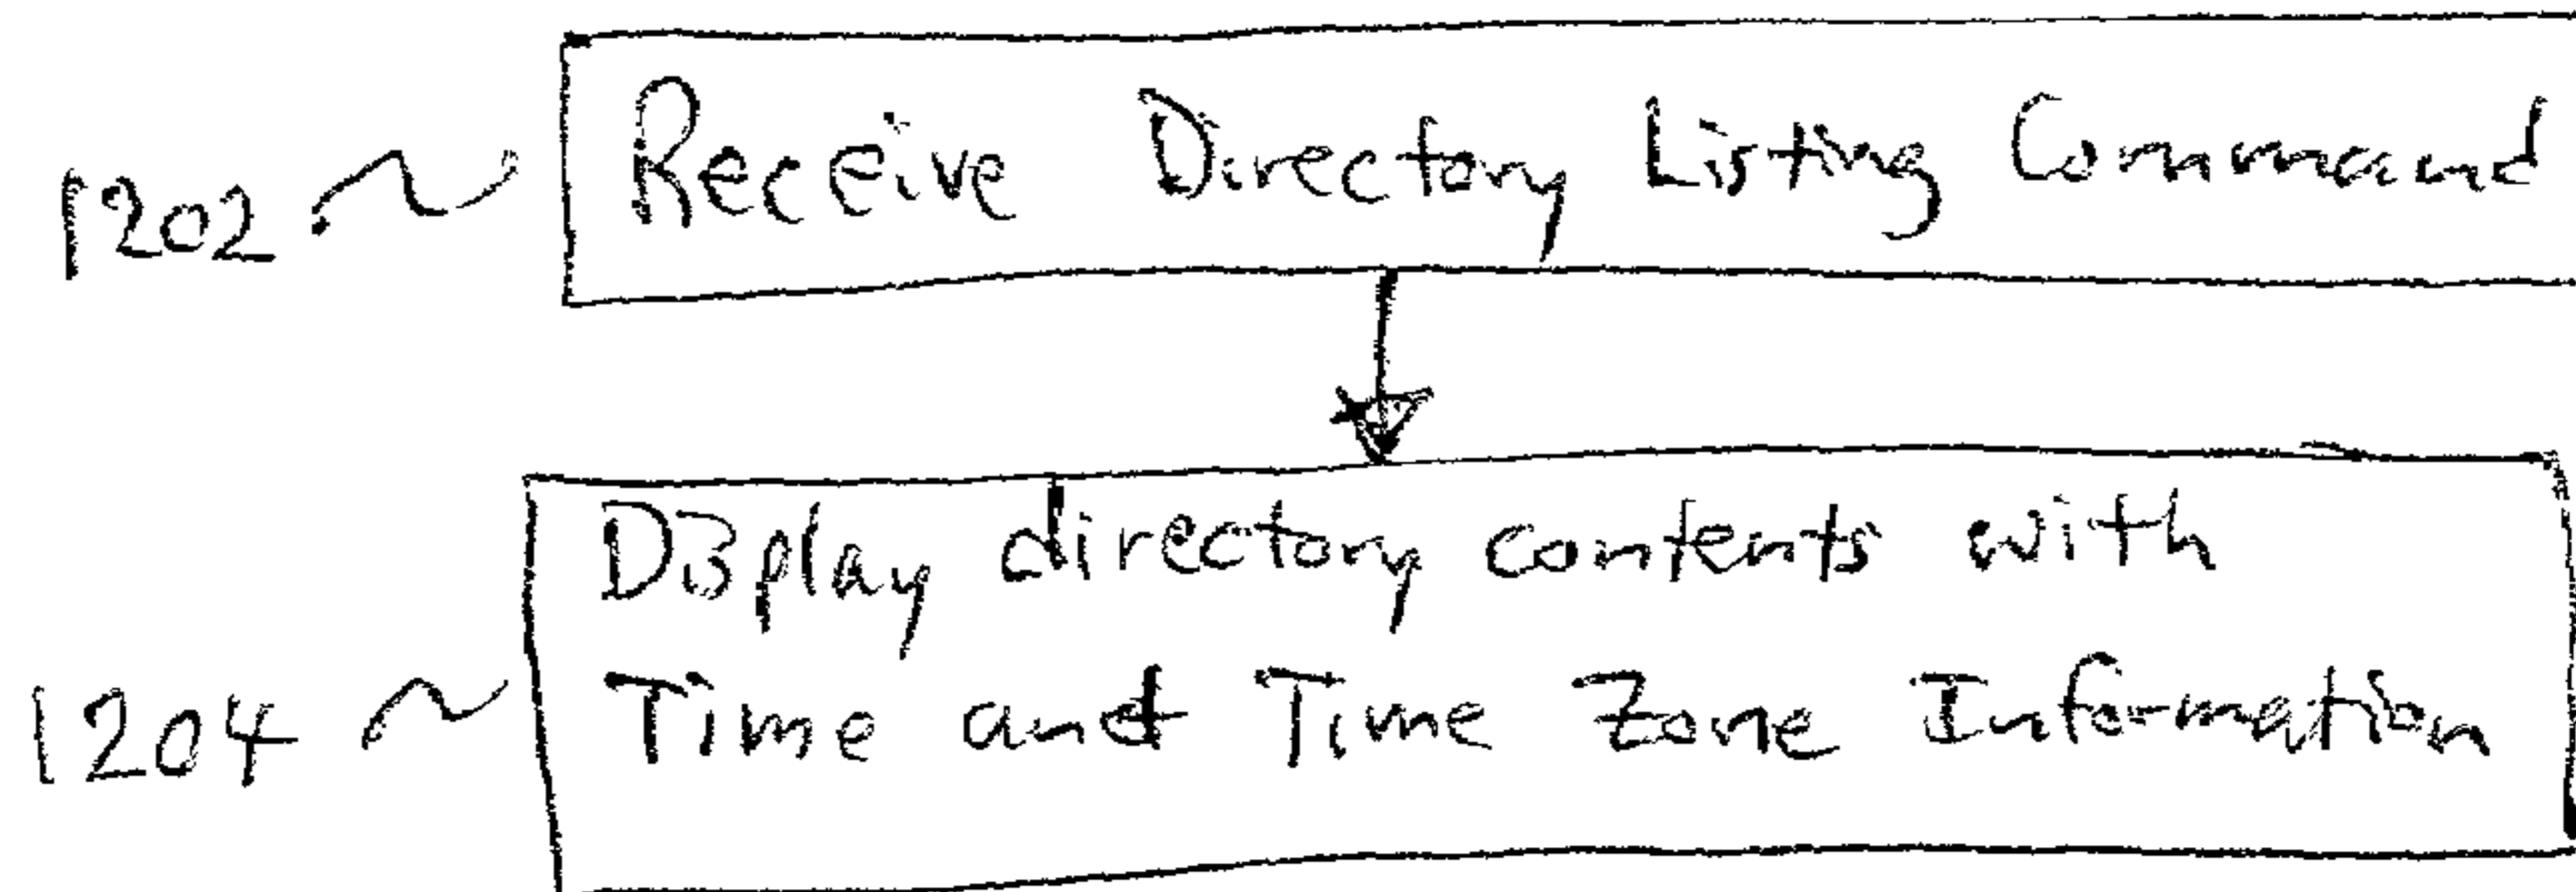 1202 Receive Directory Listing Command
Display directory contents with
1204 Time and Time Zone Information